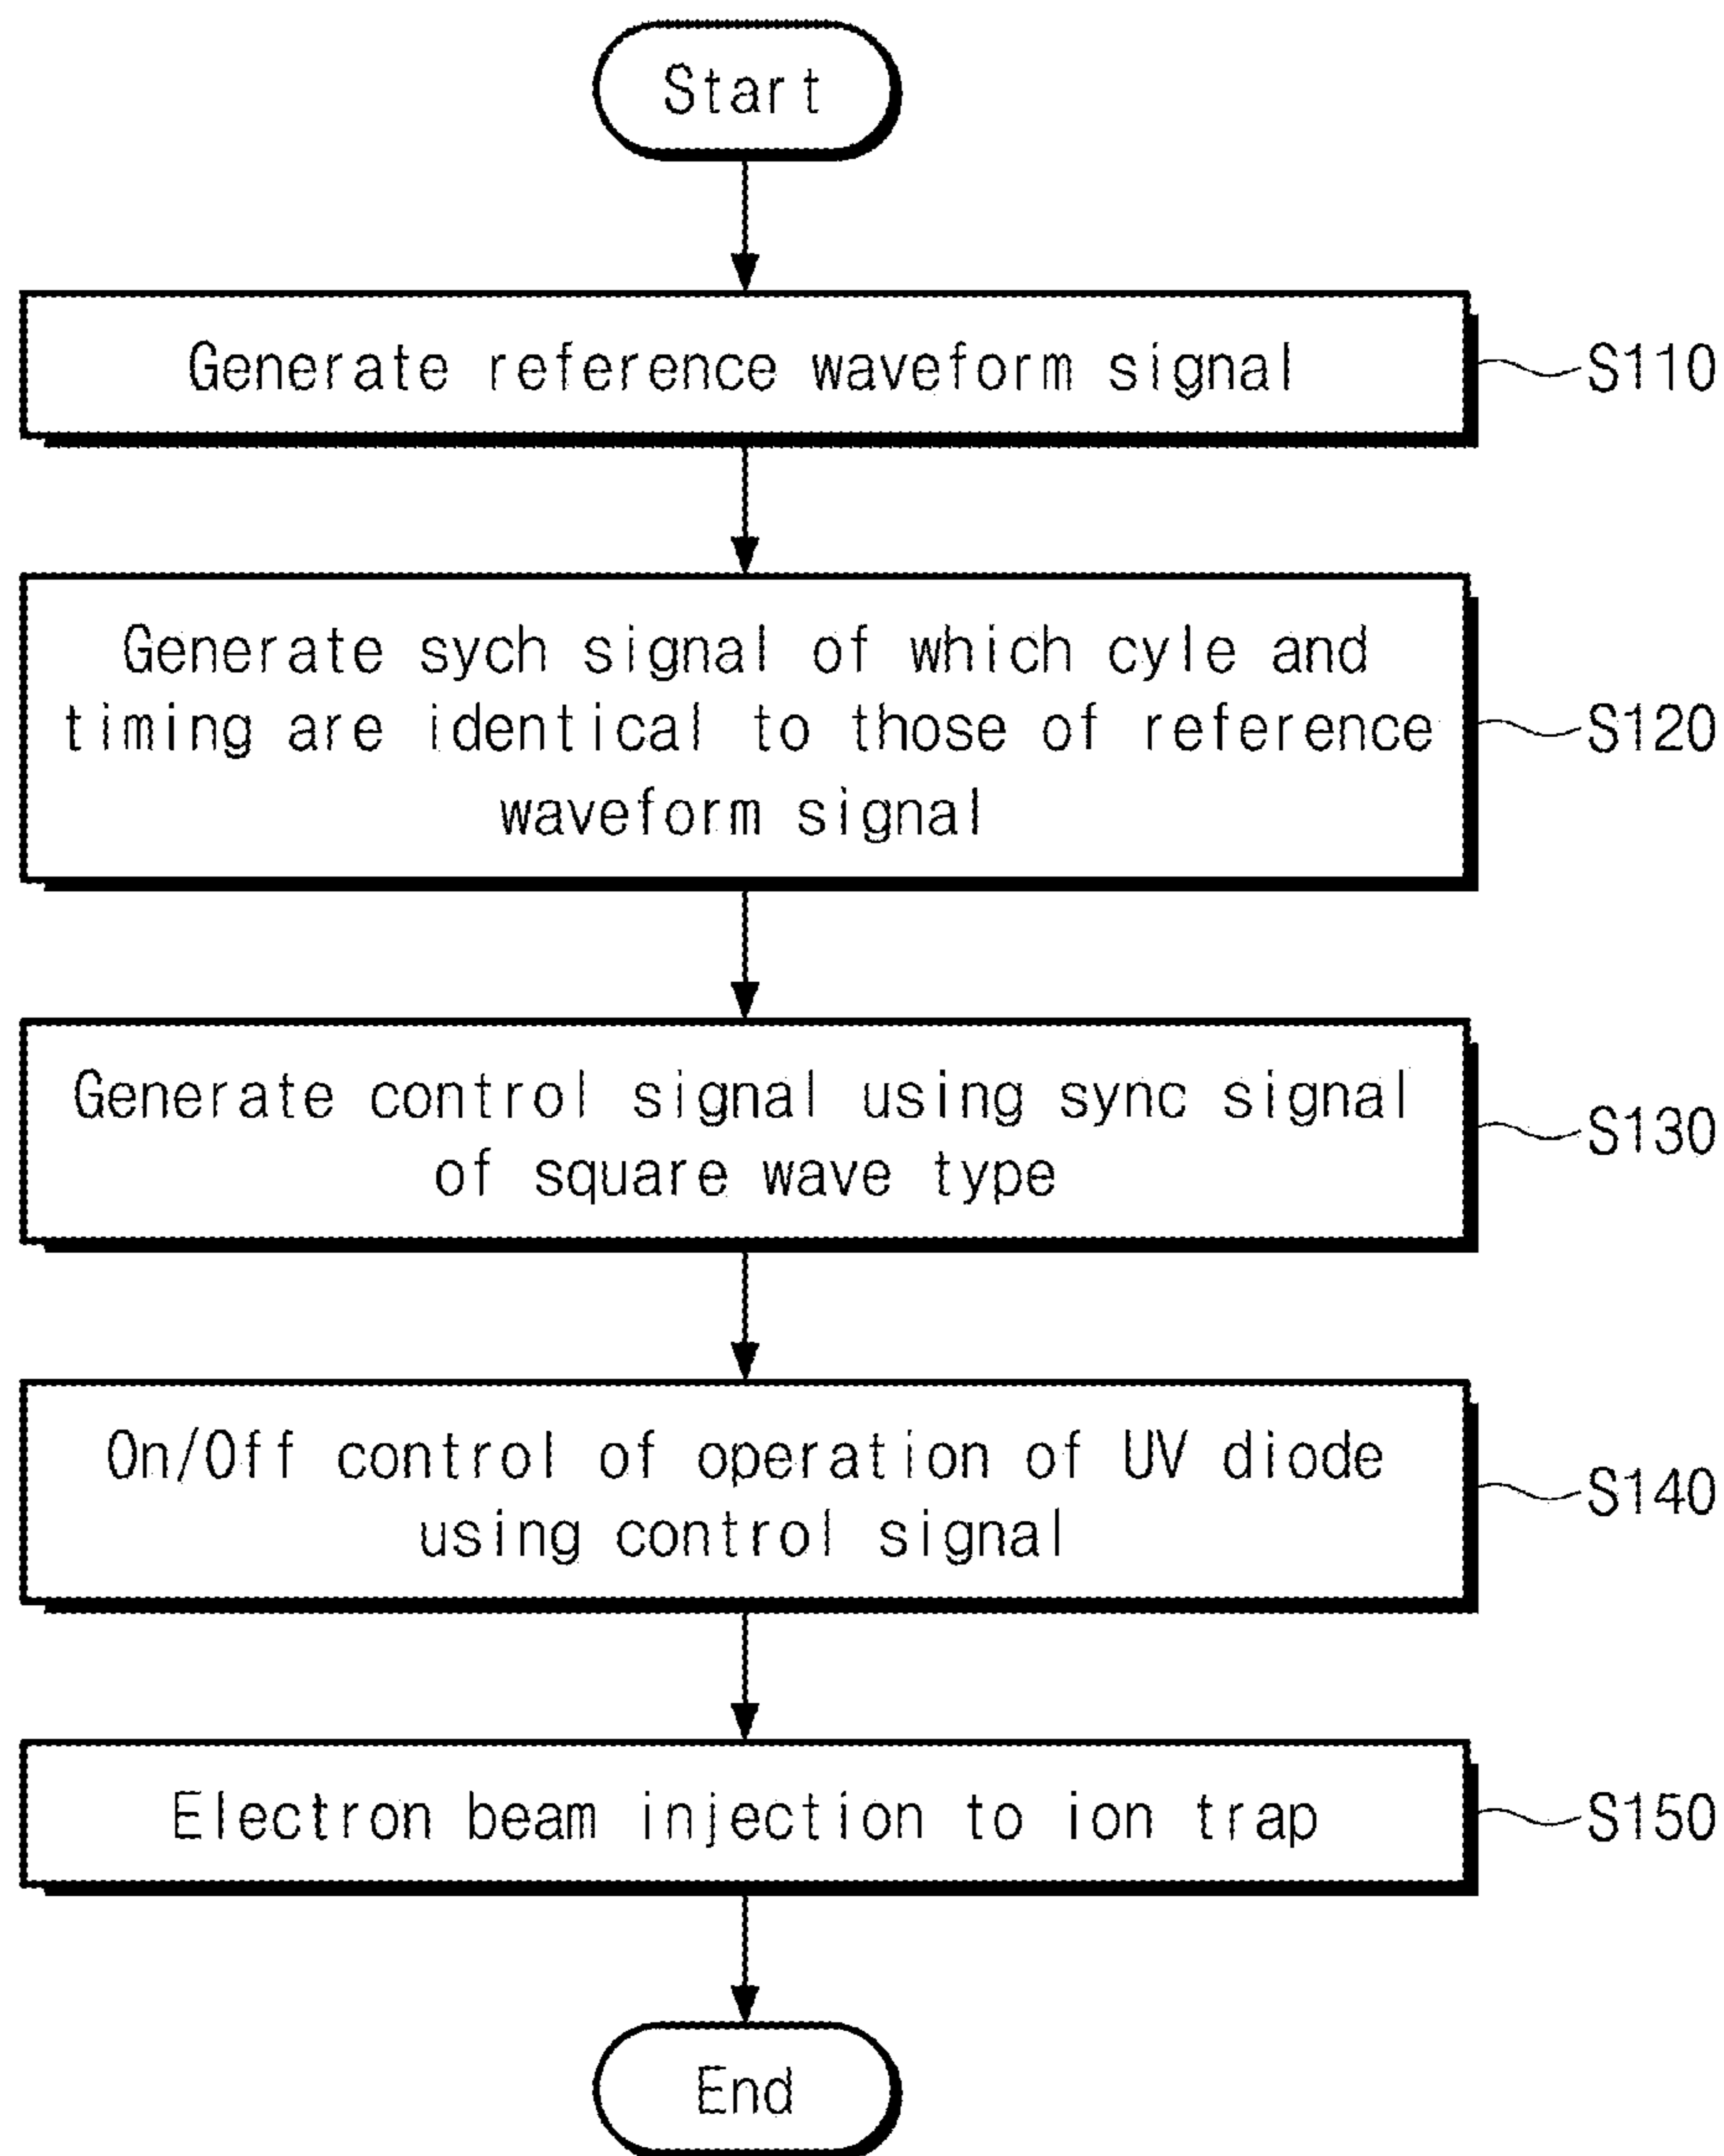 Start
Generate reference waveform signal
S110
Generate sych signal of which cyle and
timing are identical to those of reference
waveform signal
S120
Generate control signal using sync signal
of square wave type
S130
On/Off control of operation of UV diode
using control signal
S140
Electron beam injection to ion trap
S150
End